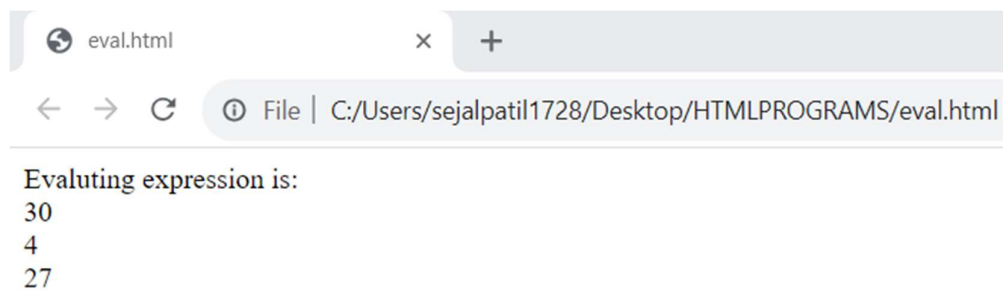 eval.html
File | C:/Users/sejalpatil1728/Desktop/HTMLPROGRAMS/eval.html
Evaluting expression is:
30
4
27